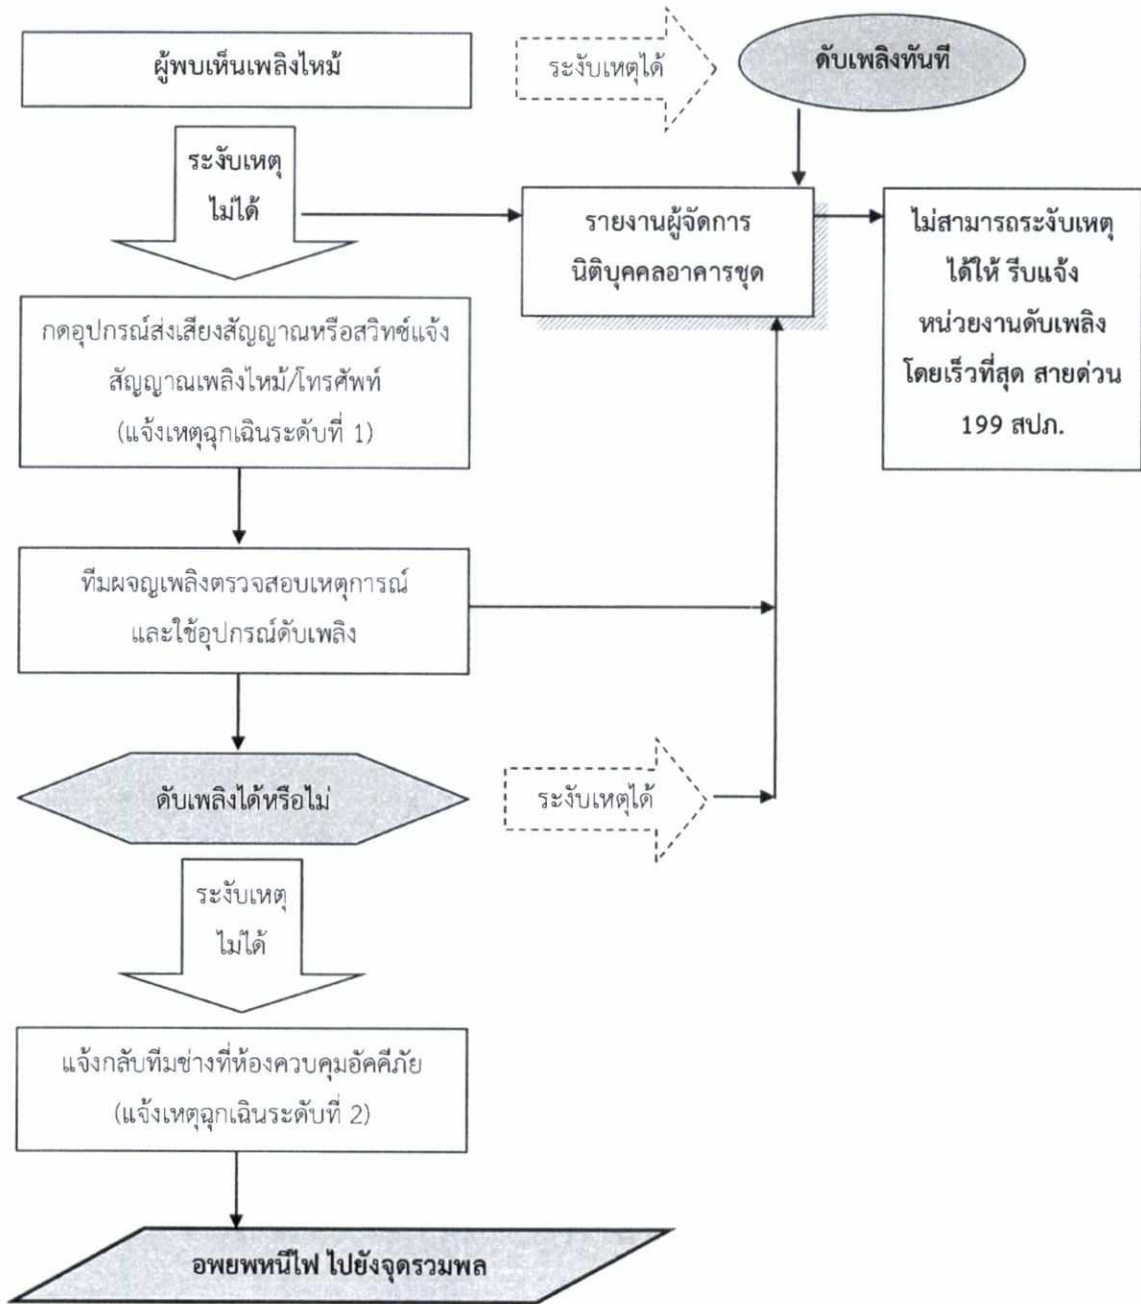 ผู้พบเห็นเพลิงไหม้
ระงับเหตุได้
ดับเพลิงทันที
ระงับเหตุ
ไม่ได้
รายงานผู้จัดการ
นิติบุคคลอาคารชุด
ไม่สามารถระงับเหตุ
ได้ให้ รีบแจ้ง
หน่วยงานดับเพลิง
โดยเร็วที่สุด สายด่วน
199 สปภ.
กดอุปกรณ์ส่งเสียงสัญญาณหรือสวิทช์แจ้ง
สัญญาณเพลิงไหม้/โทรศัพท์
(แจ้งเหตุฉุกเฉินระดับที่ 1)
ทีมผจญเพลิงตรวจสอบเหตุการณ์
และใช้อุปกรณ์ดับเพลิง
ดับเพลิงได้หรือไม่
ระงับเหตุได้
ระงับเหตุ
ไม่ได้
แจ้งกลับทีมช่างที่ห้องควบคุมอัคคีภัย
(แจ้งเหตุฉุกเฉินระดับที่ 2)
อพยพหนีไฟ ไปยังจุดรวมพล